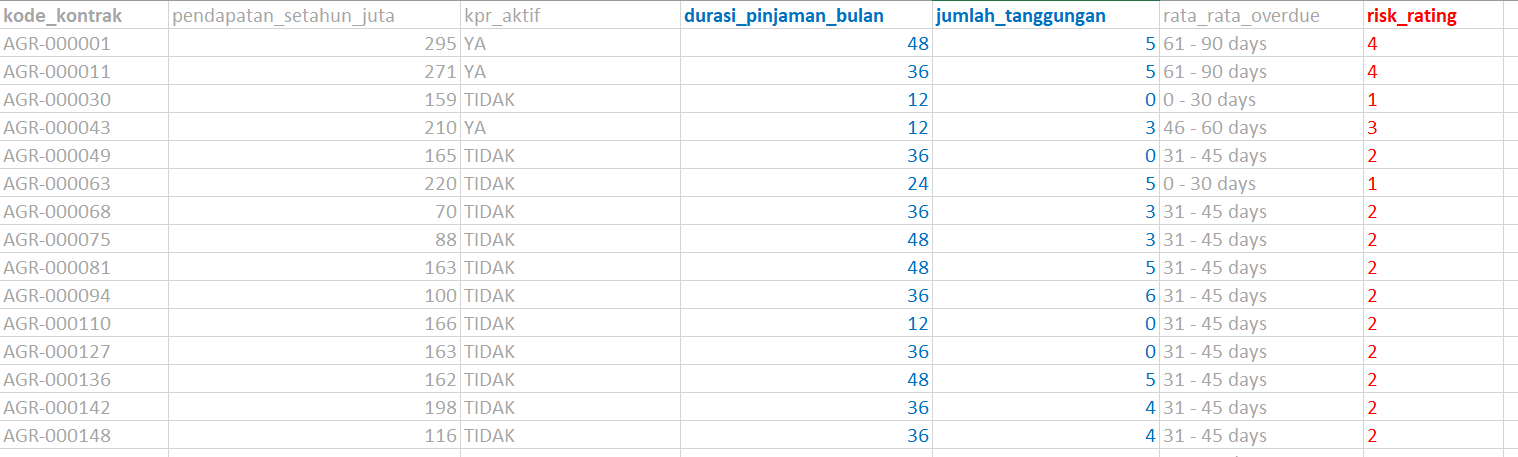 kode_kontrak pendapatan_setahun_juta kpr_aktif durasi_pinjaman_bulan jumlah_tanggungan rata_rata_overdue risk_rating
AGR-000001 295 YA 48 5 61 - 90 days 4
AGR-000011 271 YA 36 5 61 - 90 days 4
AGR-000030 159 TIDAK 12 0 0 - 30 days 1
AGR-000043 210 YA 12 3 46 - 60 days 3
AGR-000049 165 TIDAK 36 0 31 - 45 days 2
AGR-000063 220 TIDAK 24 5 0 - 30 days 1
AGR-000068 70 TIDAK 36 3 31 - 45 days 2
AGR-000075 88 TIDAK 48 3 31 - 45 days 2
AGR-000081 163 TIDAK 48 5 31 - 45 days 2
AGR-000094 100 TIDAK 36 6 31 - 45 days 2
AGR-000110 166 TIDAK 12 0 31 - 45 days 2
AGR-000127 163 TIDAK 36 0 31 - 45 days 2
AGR-000136 162 TIDAK 48 5 31 - 45 days 2
AGR-000142 198 TIDAK 36 4 31 - 45 days 2
AGR-000148 116 TIDAK 36 4 31 - 45 days 2